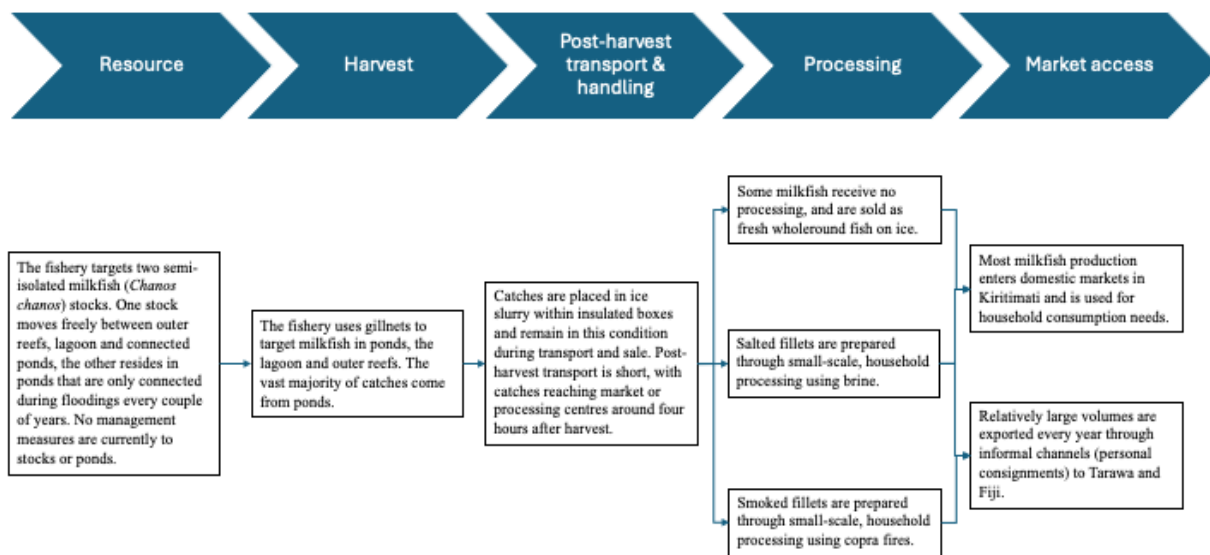 Resource
Harvest
Post-harvest
transport &
handling
Processing
Market access
The fishery targets two semi-
isolated milkfish (Chanos
chanos) stocks. One stock
moves freely between outer
reefs, lagoon and connected
ponds, the other resides in
ponds that are only connected
during floodings every couple
of years. No management
measures are currently to
stocks or ponds.
The fishery uses gillnets to
target milkfish in ponds, the
lagoon and outer reefs. The
vast majority of catches come
from ponds.
Catches are placed in ice
slurry within insulated boxes
and remain in this condition
during transport and sale. Post-
harvest transport is short, with
catches reaching market or
processing centres around four
hours after harvest.
Some milkfish receive no
processing, and are sold as
fresh wholeround fish on ice.
Salted fillets are prepared
through small-scale, household
processing using brine.
Smoked fillets are prepared
through small-scale, household
processing using copra fires.
Most milkfish production
enters domestic markets in
Kiritimati and is used for
household consumption needs.
Relatively large volumes are
exported every year through
informal channels (personal
consignments) to Tarawa and
Fiji.